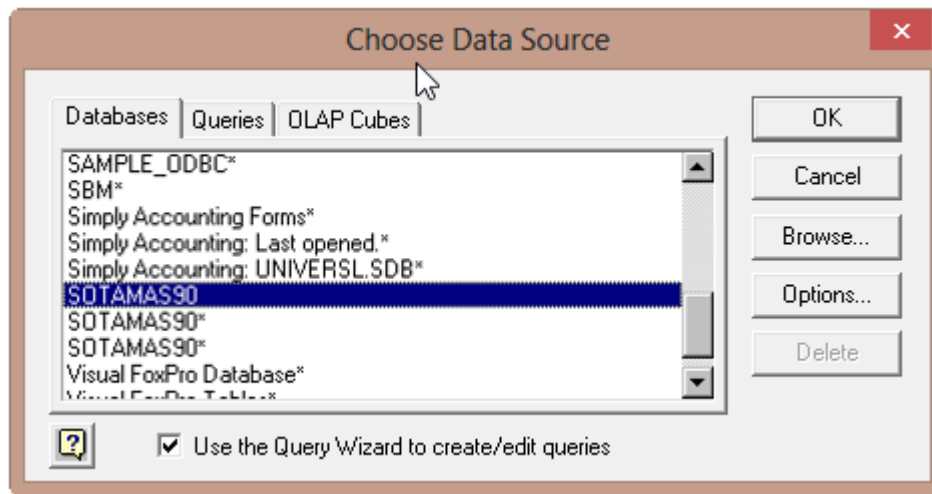 Choose Data Source
Databases Queries OLAP Cubes
SAMPLE_ODBC*
SBM*
Simply Accounting Forms*
Simply Accounting: Last opened.*
Simply Accounting: UNIVERSL.SDB*
SOTAMAS90
SOTAMAS90*
SOTAMAS90*
Visual FoxPro Database*
OK
Cancel
Browse...
Options...
Delete
Use the Query Wizard to create/edit queries